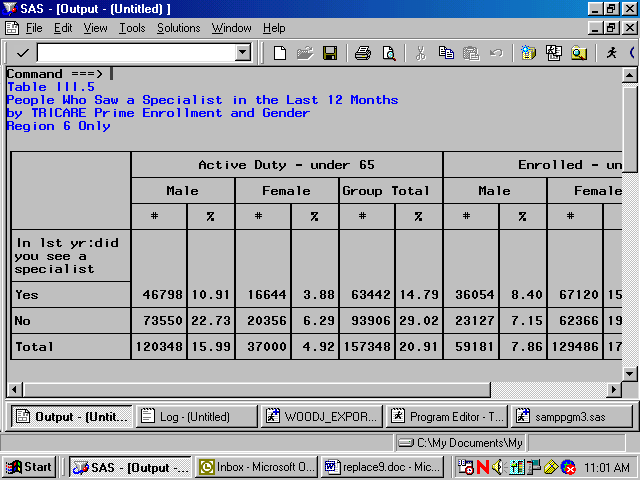 SAS - [Output - (Untitled) ]
File Edit View Tools Solutions Window Help
Command ===>
Table III.5
People Who Saw a Specialist in the Last 12 Months
by TRICARE Prime Enrollment and Gender
Region 6 Only
Active Duty - under 65 Enrolled - un
Male Female Group Total Male Female
# % # % # % # % #
In lst yr:did
you see a
specialist
Yes 46798 10.91 16644 3.88 63442 14.79 36054 8.40 67120 15
No 73550 22.73 20356 6.29 93906 29.02 23127 7.15 62366 19
Total 120348 15.99 37000 4.92 157348 20.91 59181 7.86 129486 17
Output - (Untit... Log - (Untitled) WOODJ_EXPOR... Program Editor - T... samppgm3.sas
C:\My Documents\My
Start SAS - [Output -... Inbox - Microsoft O... replace9.doc - Mic... 11:01 AM